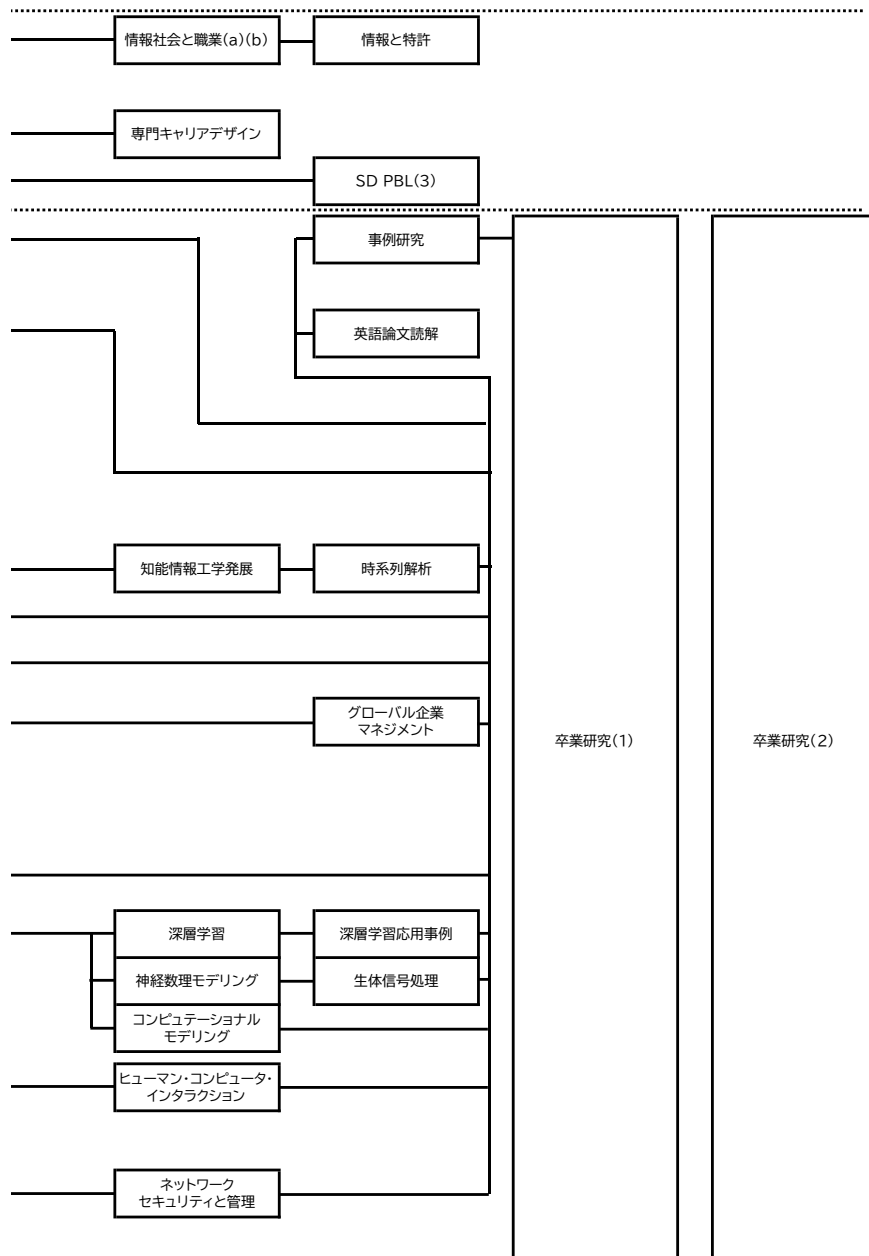 情報社会と職業(a)(b)
情報と特許
専門キャリアデザイン
SD PBL(3)
事例研究
英語論文読解
知能情報工学発展
時系列解析
グローバル企業
マネジメント
卒業研究(1)
卒業研究(2)
深層学習
深層学習応用事例
神経数理モデリング
生体信号処理
コンピュテーショナル
モデリング
ヒューマン・コンピュータ・
インタラクション
ネットワーク
セキュリティと管理